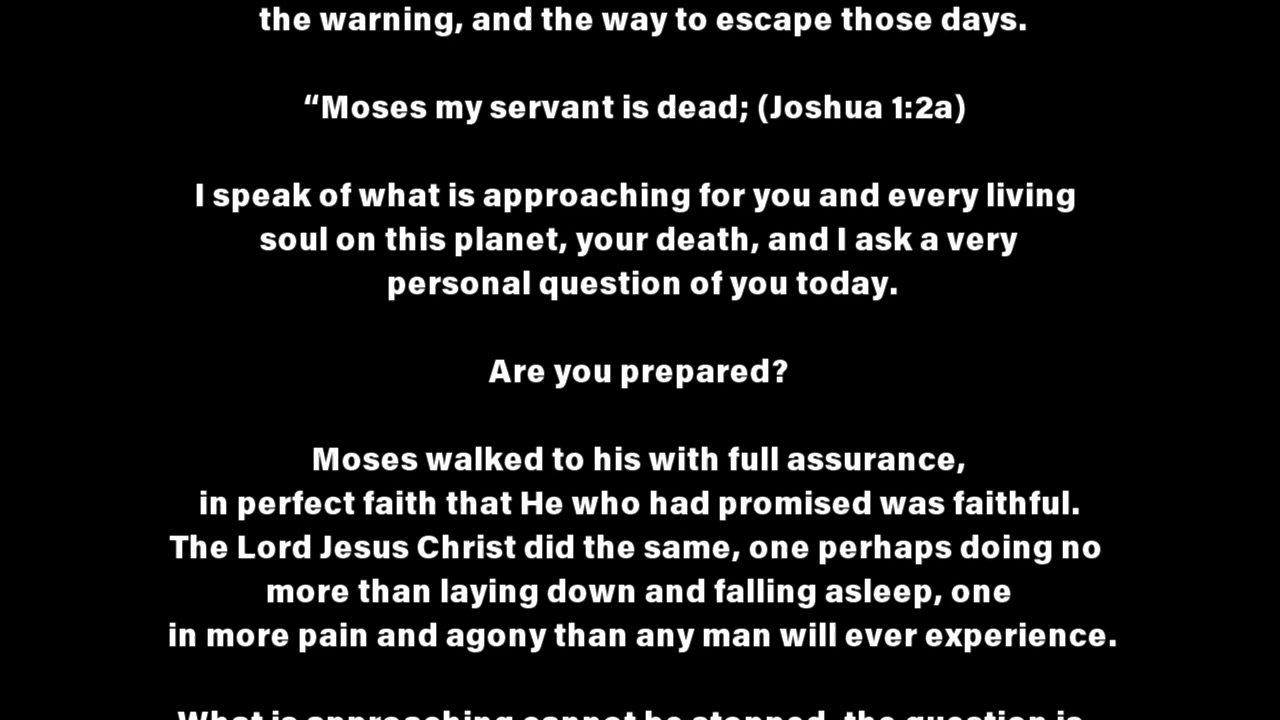 the warning, and the way to escape those days.
“Moses my servant is dead; (Joshua 1:2a)
I speak of what is approaching for you and every living
soul on this planet, your death, and I ask a very
personal question of you today.
Are you prepared?
Moses walked to his with full assurance,
in perfect faith that He who had promised was faithful.
The Lord Jesus Christ did the same, one perhaps doing no
more than laying down and falling asleep, one
in more pain and agony than any man will ever experience.
What is approaching cannot be stopped, the question is